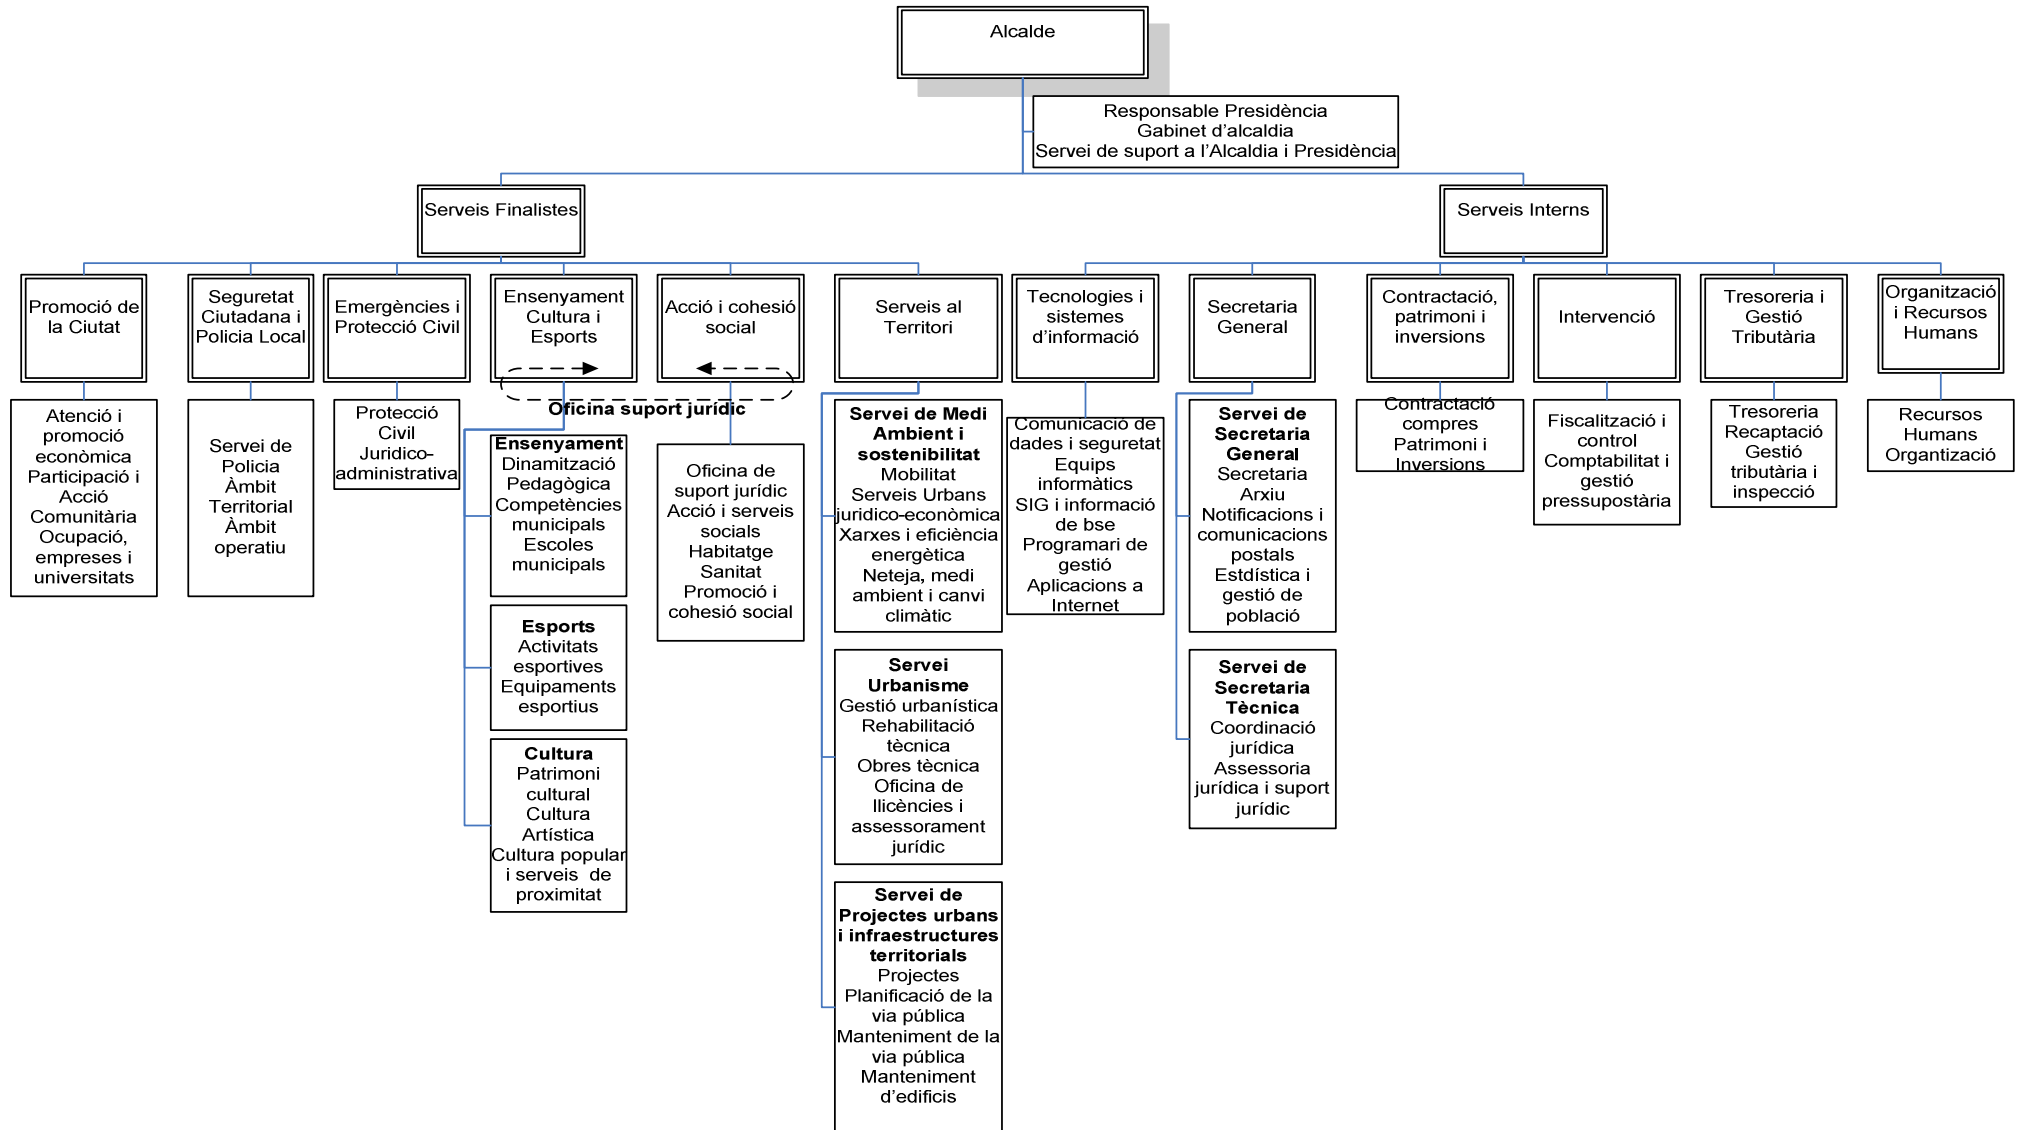 Alcalde
Responsable Presidència
Gabinet d’alcaldia
Servei de suport a l’Alcaldia i Presidència
Serveis Finalistes
Serveis Interns
Promoció de
la Ciutat
Seguretat
Ciutadana i
Policia Local
Emergències i
Protecció Civil
Ensenyament
Cultura i
Esports
Acció i cohesió
social
Serveis al
Territori
Tecnologies i
sistemes
d’informació
Secretaria
General
Contractació,
patrimoni i
inversions
Intervenció
Tresoreria i
Gestió
Tributària
Organització
i Recursos
Humans
Oficina suport jurídic
Atenció i
promoció
econòmica
Participació i
Acció
Comunitària
Ocupació,
empreses i
universitats
Servei de
Policia
Àmbit
Territorial
Àmbit
operatiu
Protecció
Civil
Juridico-
administrativa
Ensenyament
Dinamització
Pedagògica
Competències
municipals
Escoles
municipals
Esports
Activitats
esportives
Equipaments
esportius
Cultura
Patrimoni
cultural
Cultura
Artística
Cultura popular
i serveis de
proximitat
Oficina de
suport jurídic
Acció i serveis
socials
Habitatge
Sanitat
Promoció i
cohesió social
Servei de Medi
Ambient i
sostenibilitat
Mobilitat
Serveis Urbans
juridico-econòmica
Xarxes i eficiència
energètica
Neteja, medi
ambient i canvi
climàtic
Servei
Urbanisme
Gestió urbanística
Rehabilitació
tècnica
Obres tècnica
Oficina de
llicències i
assessorament
jurídic
Servei de
Projectes urbans
i infraestructures
territorials
Projectes
Planificació de la
via pública
Manteniment de la
via pública
Manteniment
d’edificis
Comunicació de
dades i seguretat
Equips
informàtics
SIG i informació
de bse
Programari de
gestió
Aplicacions a
Internet
Servei de
Secretaria
General
Secretaria
Arxiu
Notificacions i
comunicacions
postals
Estdística i
gestió de
població
Servei de
Secretaria
Tècnica
Coordinació
jurídica
Assessoria
jurídica i suport
jurídic
Contractació
compres
Patrimoni i
Inversions
Fiscalització i
control
Comptabilitat i
gestió
pressupostària
Tresoreria
Recaptació
Gestió
tributària i
inspecció
Recursos
Humans
Organtizació